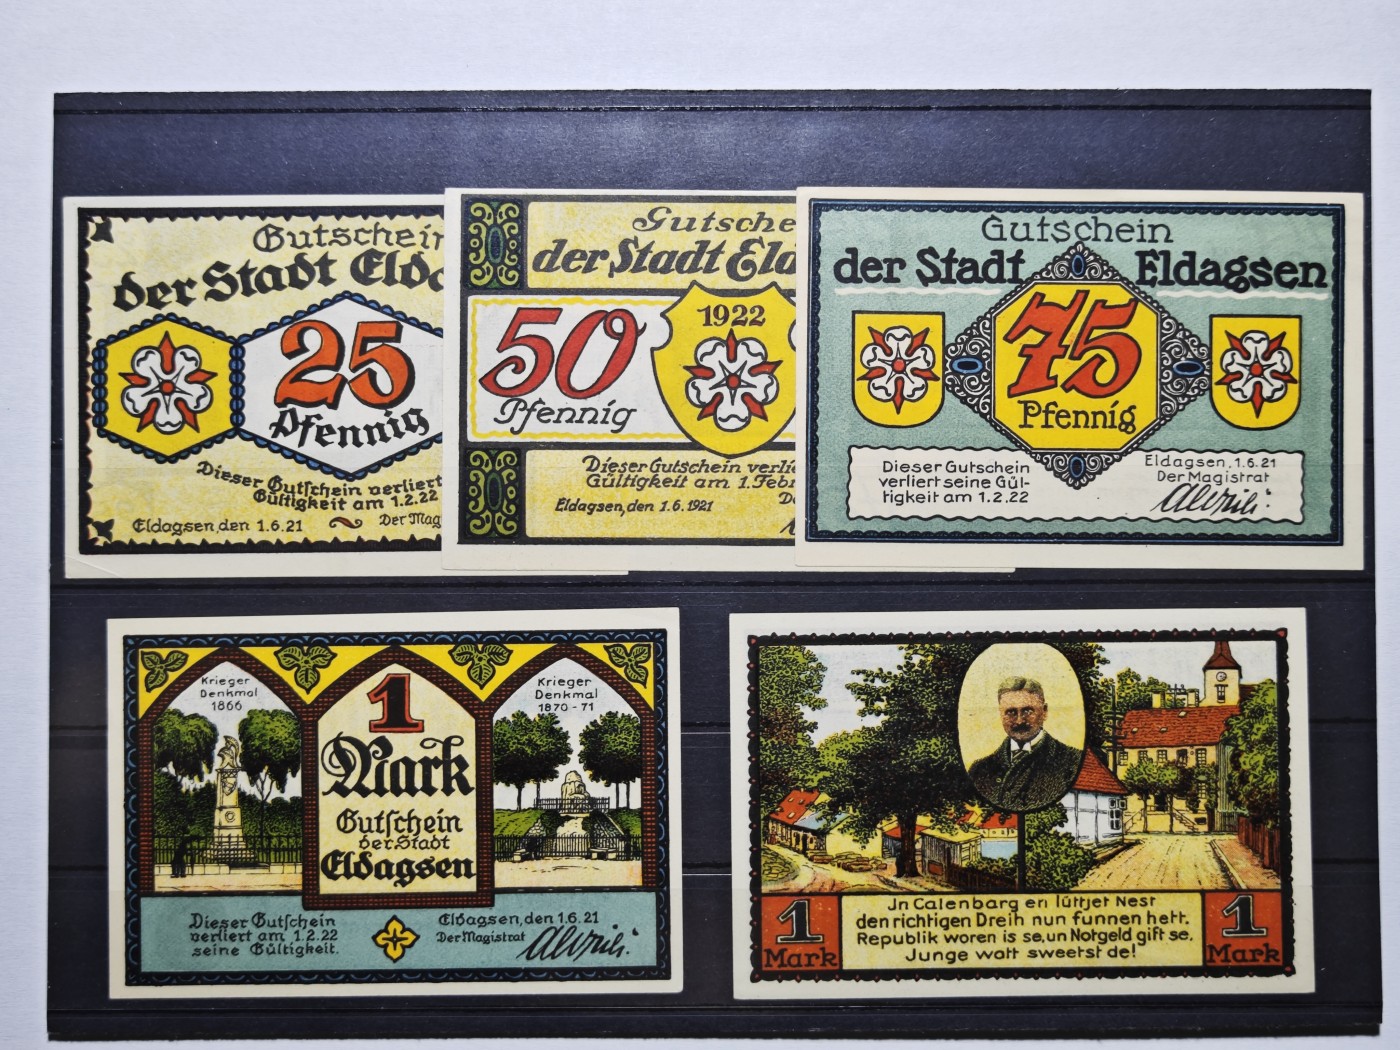 Gutschein
der Stadt Elda
25
Pfennig
Dieser Gutschein verliert
Gültigkeit am 1.2.22
Eldagsen, den 1.6.21
Der Mag
Gutsche
der Stadt Eld
50
Pfennig
1922
Dieser Gutschein verli
Gültigkeit am 1. Feb
Eldagsen, den 1.6.1921
Gutschein
der Stadt Eldagsen
75
Pfennig
Dieser Gutschein
verliert seine Gül-
tigkeit am 1.2.22
Eldagsen, 1.6.21
Der Magistrat
Krieger
Denkmal
1866
1
Mark
Gutschein
der Stadt
Eldagsen
Krieger
Denkmal
1870-71
Dieser Gutschein
verliert am 1.2.22
seine Gültigkeit.
Eldagsen, den 1.6.21
Der Magistrat
1
Mark
Jn Calenbarg en lüttjet Nest
den richtigen Dreih nun funnen hett.
Republik woren is se, un Notgeld gift se.
Junge watt sweetst de!
1
Mark